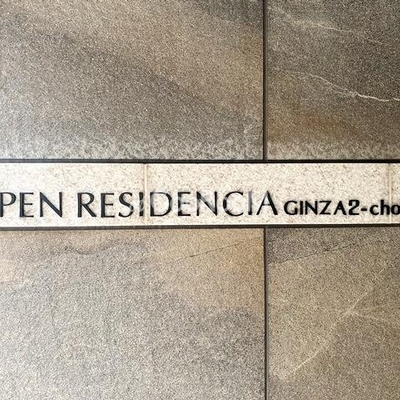 PEN RESIDENCIA GINZA2-cho